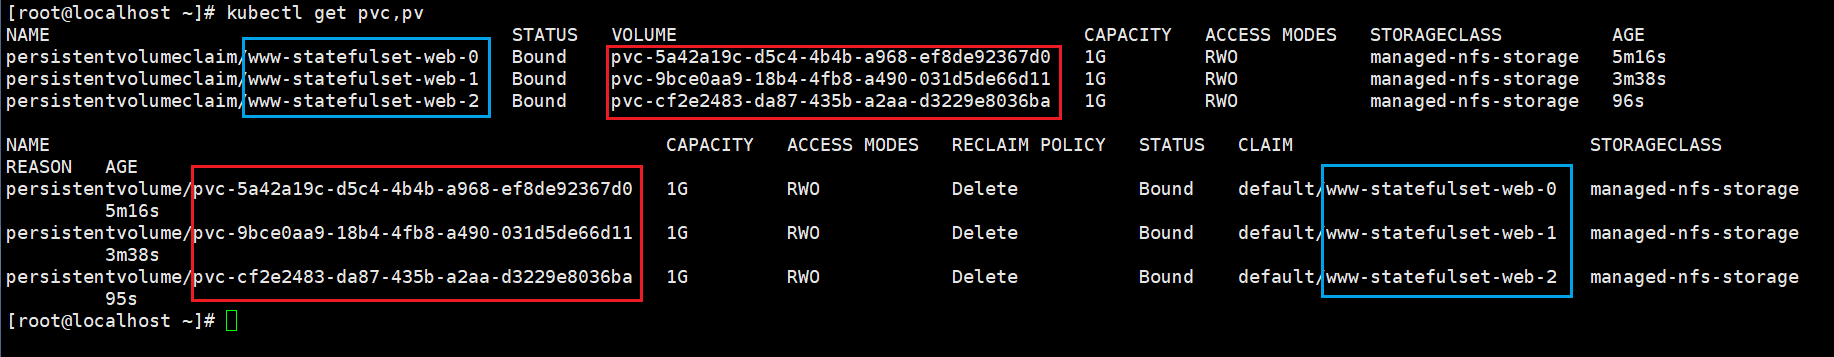 [root@localhost ~]# kubectl get pvc,pv
NAME                                          STATUS   VOLUME                                     CAPACITY   ACCESS MODES   STORAGECLASS          AGE
persistentvolumeclaim/www-statefulset-web-0   Bound    pvc-5a42a19c-d5c4-4b4b-a968-ef8de92367d0   1G         RWO            managed-nfs-storage   5m16s
persistentvolumeclaim/www-statefulset-web-1   Bound    pvc-9bce0aa9-18b4-4fb8-a490-031d5de66d11   1G         RWO            managed-nfs-storage   3m38s
persistentvolumeclaim/www-statefulset-web-2   Bound    pvc-cf2e2483-da87-435b-a2aa-d3229e8036ba   1G         RWO            managed-nfs-storage   96s
NAME                                                        CAPACITY   ACCESS MODES   RECLAIM POLICY   STATUS   CLAIM                           STORAGECLASS
REASON   AGE
persistentvolume/pvc-5a42a19c-d5c4-4b4b-a968-ef8de92367d0   1G         RWO            Delete           Bound    default/www-statefulset-web-0   managed-nfs-storage
         5m16s
persistentvolume/pvc-9bce0aa9-18b4-4fb8-a490-031d5de66d11   1G         RWO            Delete           Bound    default/www-statefulset-web-1   managed-nfs-storage
         3m38s
persistentvolume/pvc-cf2e2483-da87-435b-a2aa-d3229e8036ba   1G         RWO            Delete           Bound    default/www-statefulset-web-2   managed-nfs-storage
         95s
[root@localhost ~]#